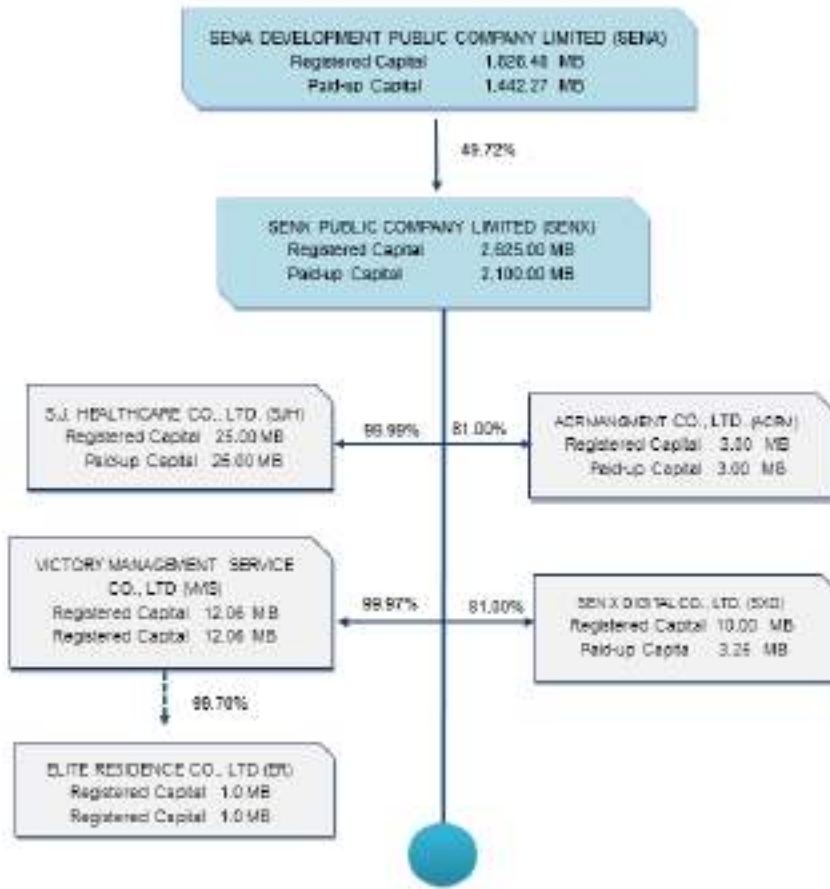 SENA DEVELOPMENT PUBLIC COMPANY LIMITED (SENA)
Registered Capital MB
Paid-up Capital 1,442.27 MB
49.72%
SENX PUBLIC COMPANY LIMITED (SENX)
Registered Capital 2,625.00 MB
Paid-up Capital 2,100.00 MB
S.J. HEALTHCARE CO., LTD. (SJH)
Registered Capital 25.00 MB
Paid-up Capital 25.00 MB
99.99%
81.00%
ACRMANGMENT CO., LTD. (ACRM)
Registered Capital MB
Paid-up Capital 3.00 MB
VICTORY MANAGEMENT SERVICE
CO., LTD (VMS)
Registered Capital 12.06 MB
Registered Capital 12.06 MB
99.97%
81.00%
SEN X DIGITAL CO., LTD. (SXD)
Registered Capital 10.00 MB
Paid-up Capital 3.25 MB
99.70%
ELITE RESIDENCE CO., LTD (ER)
Registered Capital 1.0 MB
Registered Capital 1.0 MB